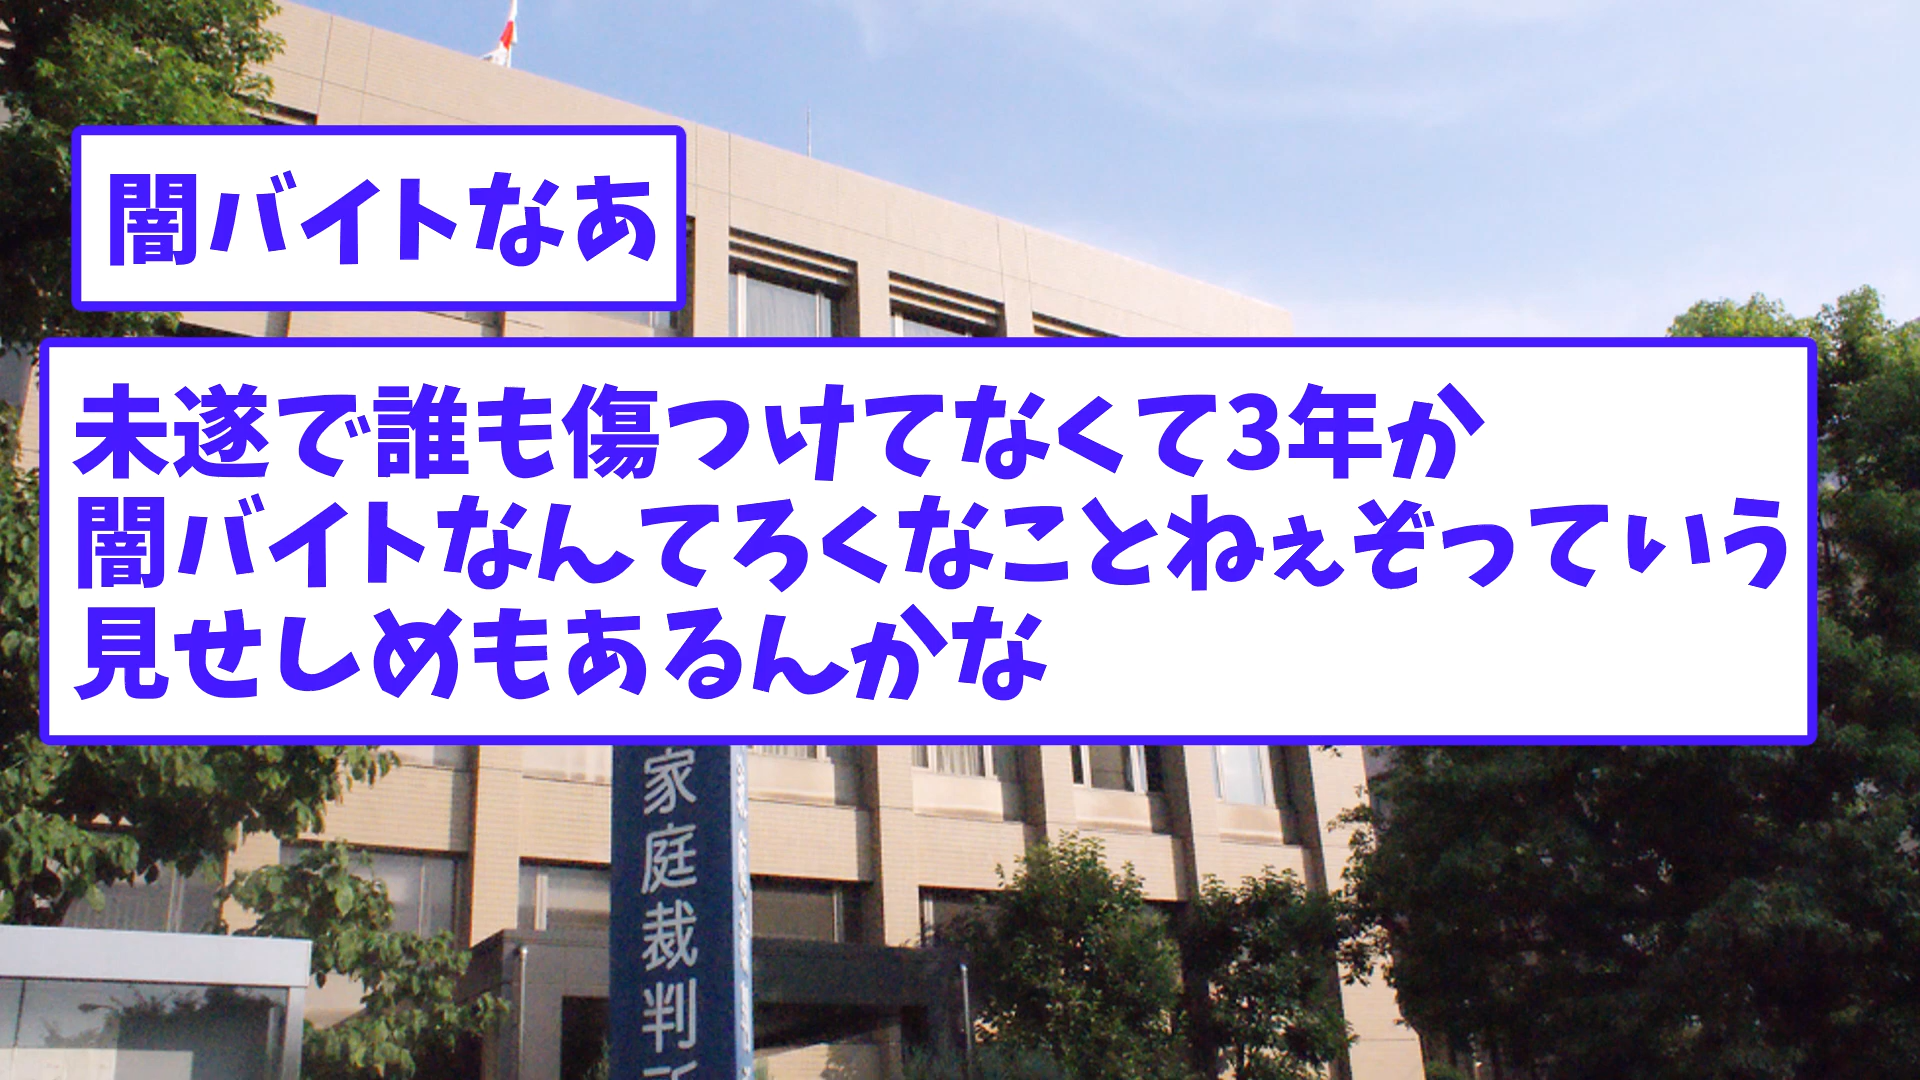 闇バイトなあ
未遂で誰も傷つけてなくて3年か
闇バイトなんてろくなことねぇぞっていう
見せしめもあるんかな
家庭裁判